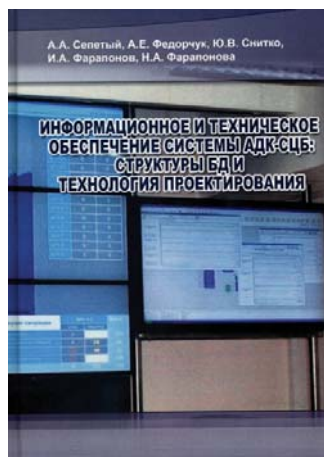 А.А. Сепетый, А.Е. Федорчук, Ю.В. Снитко,
И.А. Фарапонов, Н.А. Фарапонова
ИНФОРМАЦИОННОЕ И ТЕХНИЧЕСКОЕ
ОБЕСПЕЧЕНИЕ СИСТЕМЫ АДК-СЦБ:
СТРУКТУРЫ БД И
ТЕХНОЛОГИЯ ПРОЕКТИРОВАНИЯ